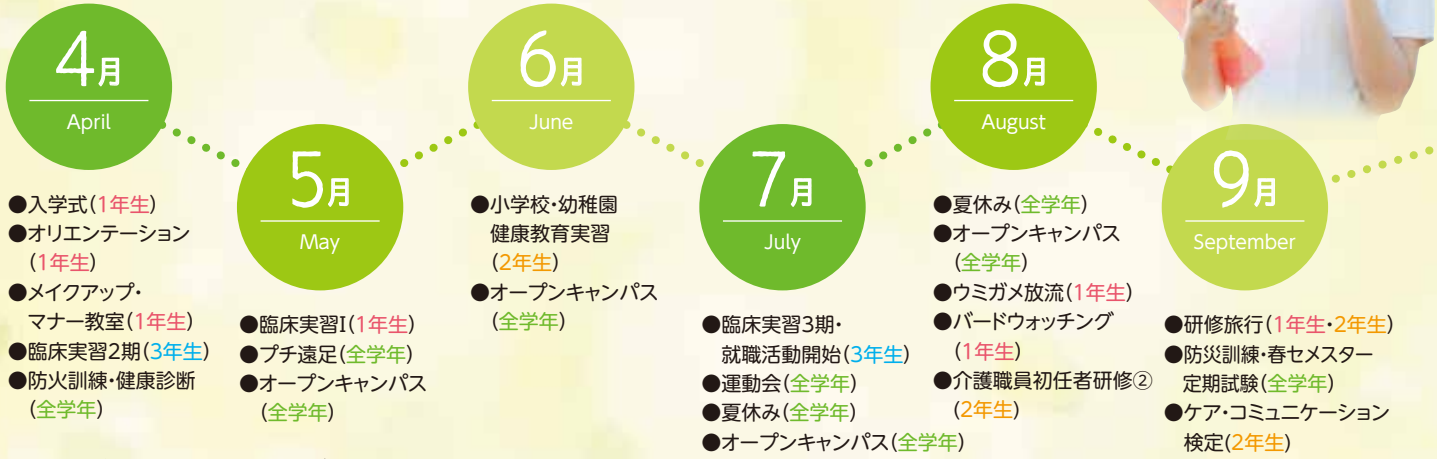 4月
April
●入学式(1年生)
●オリエンテーション
(1年生)
●メイクアップ・
マナー教室(1年生)
●臨床実習2期(3年生)
●防火訓練・健康診断
(全学年)
5月
May
●臨床実習I(1年生)
●プチ遠足(全学年)
●オープンキャンパス
(全学年)
6月
June
●小学校・幼稚園
健康教育実習
(2年生)
●オープンキャンパス
(全学年)
7月
July
●臨床実習3期・
就職活動開始(3年生)
●運動会(全学年)
●夏休み(全学年)
●オープンキャンパス(全学年)
8月
August
●夏休み(全学年)
●オープンキャンパス
(全学年)
●ウミガメ放流(1年生)
●バードウォッチング
(1年生)
●介護職員初任者研修②
(2年生)
9月
September
●研修旅行(1年生・2年生)
●防災訓練・春セメスター
定期試験(全学年)
●ケア・コミュニケーション
検定(2年生)